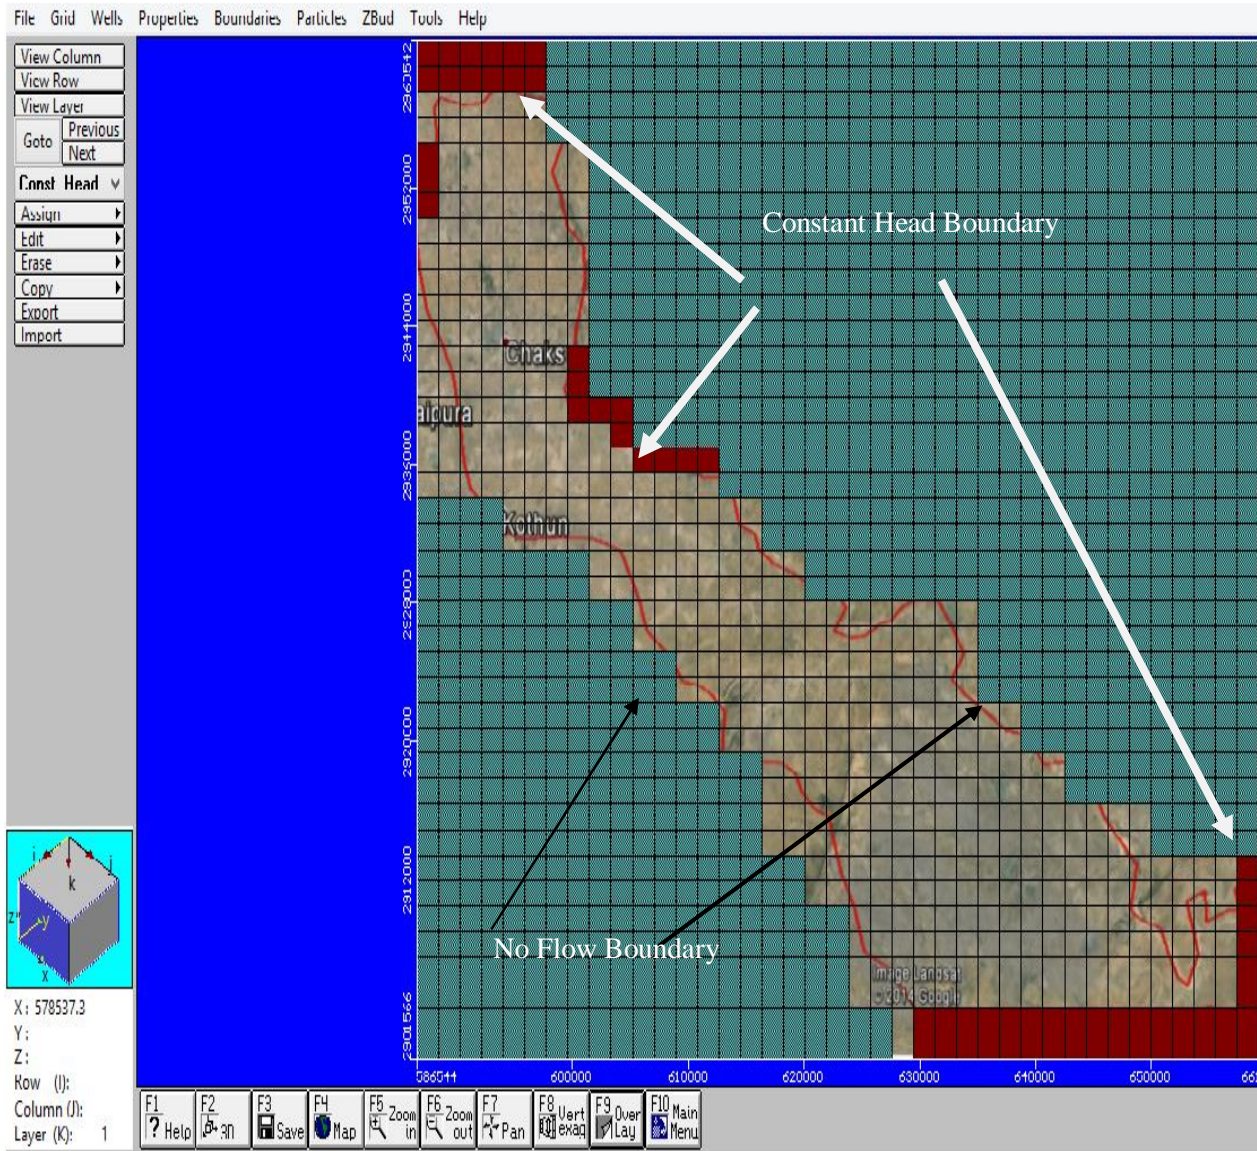 File Grid Wells Properties Boundaries Particles ZBud Tools Help
View Column
View Row
View Layer
Goto
Previous
Next
Const Head
Assign
Edit
Erase
Copy
Export
Import
2960542
2952000
2944000
2936000
2928000
2920000
2912000
2901566
Constant Head Boundary
Chaks
aipura
Kothun
No Flow Boundary
Image Landsat
© 2014 Google
i j
k
z
y
x
X: 578537.3
Y:
Z:
Row (I):
Column (J):
Layer (K): 1
586544 600000 610000 620000 630000 640000 650000
F1 ? Help
F2 3D
F3 Save
F4 Map
F5 Zoom in
F6 Zoom out
F7 Pan
F8 Vert exag
F9 Over Lay
F10 Main Menu